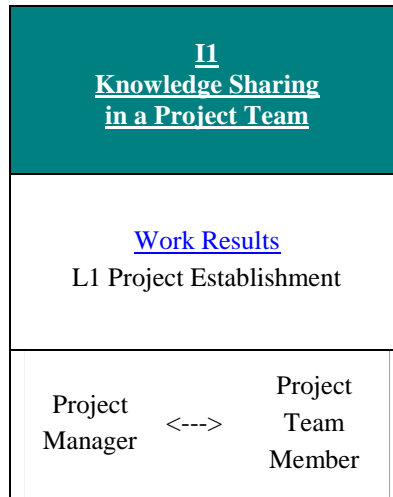 I1
Knowledge Sharing
in a Project Team
Work Results
L1 Project Establishment
Project
Manager
<--->
Project
Team
Member